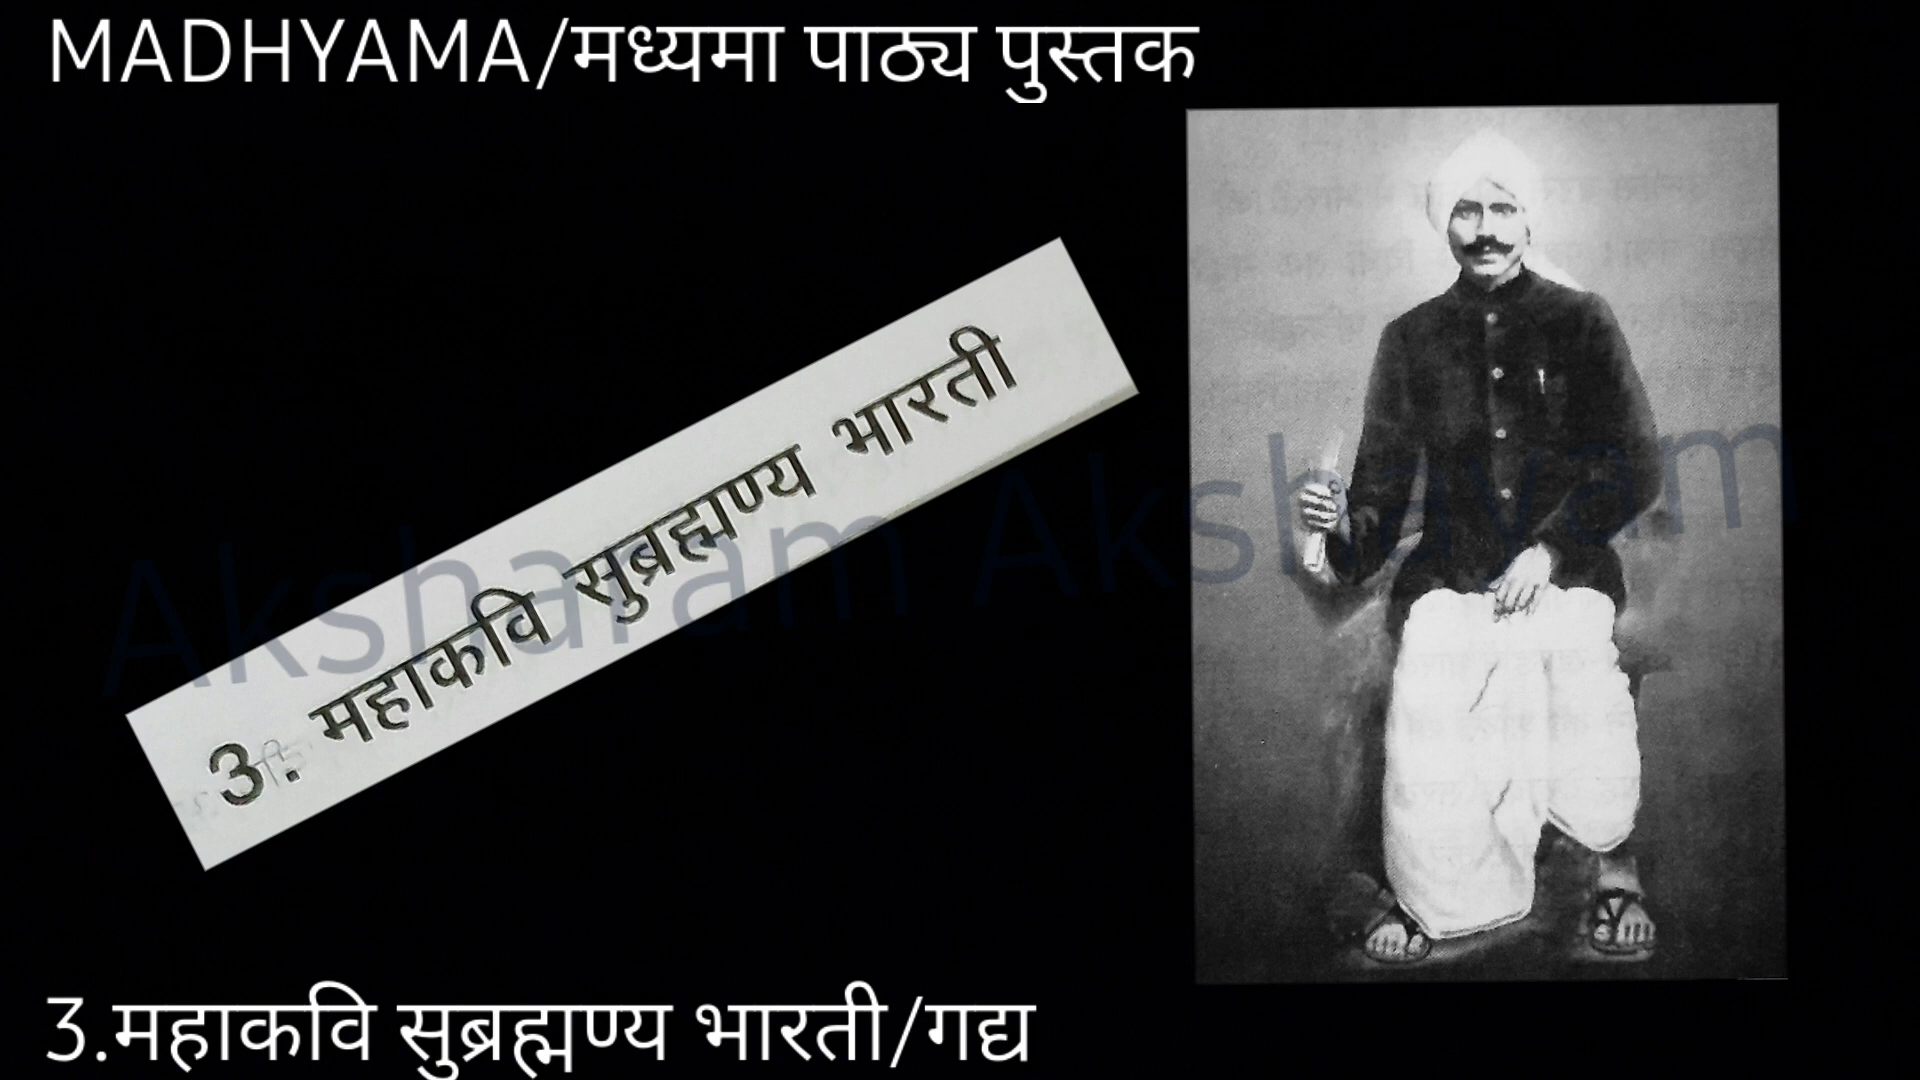 MADHYAMA/मध्यमा पाठ्य पुस्तक
3. महाकवि सुब्रह्मण्य भारती
Aksharam Akshayam
3.महाकवि सुब्रह्मण्य भारती/गद्य